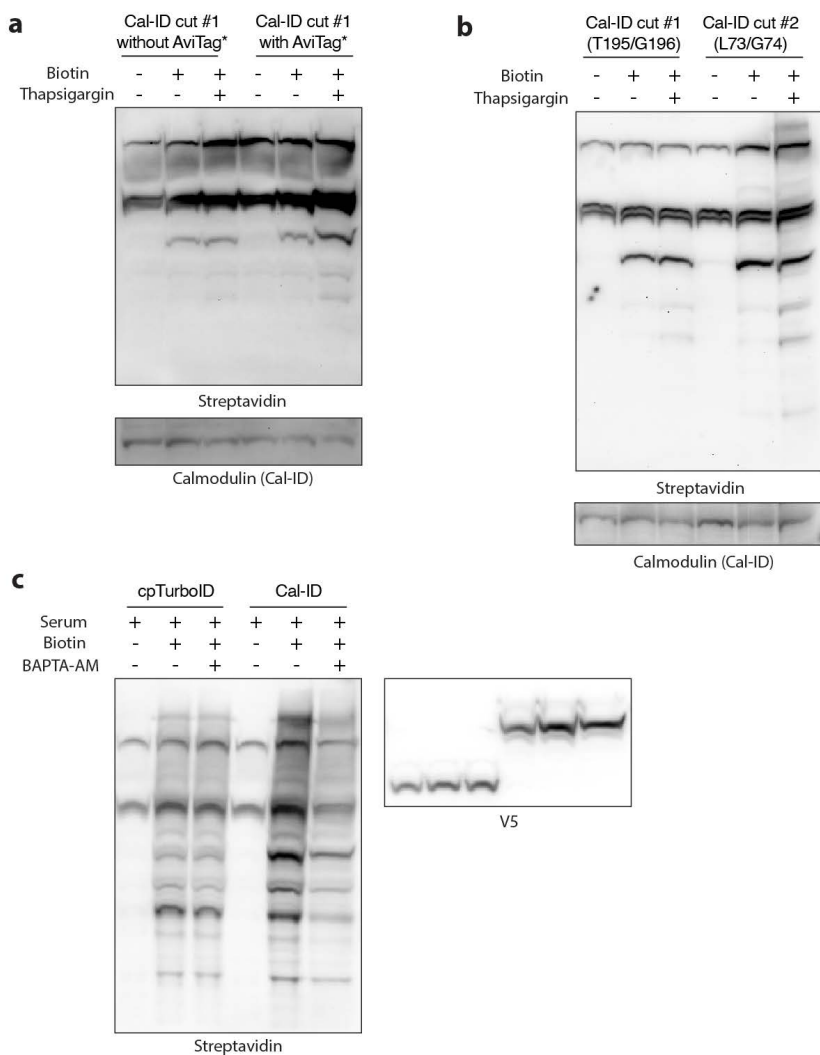 a
Cal-ID cut #1 without AviTag*
Cal-ID cut #1 with AviTag*
Biotin - + + - + +
Thapsigargin - - + - - +
Streptavidin
Calmodulin (Cal-ID)
b
Cal-ID cut #1 (T195/G196)
Cal-ID cut #2 (L73/G74)
Biotin - + + - + +
Thapsigargin - - + - - +
Streptavidin
Calmodulin (Cal-ID)
c
cpTurboID Cal-ID
Serum + + + + + +
Biotin - + + - + +
BAPTA-AM - - + - - +
Streptavidin
V5